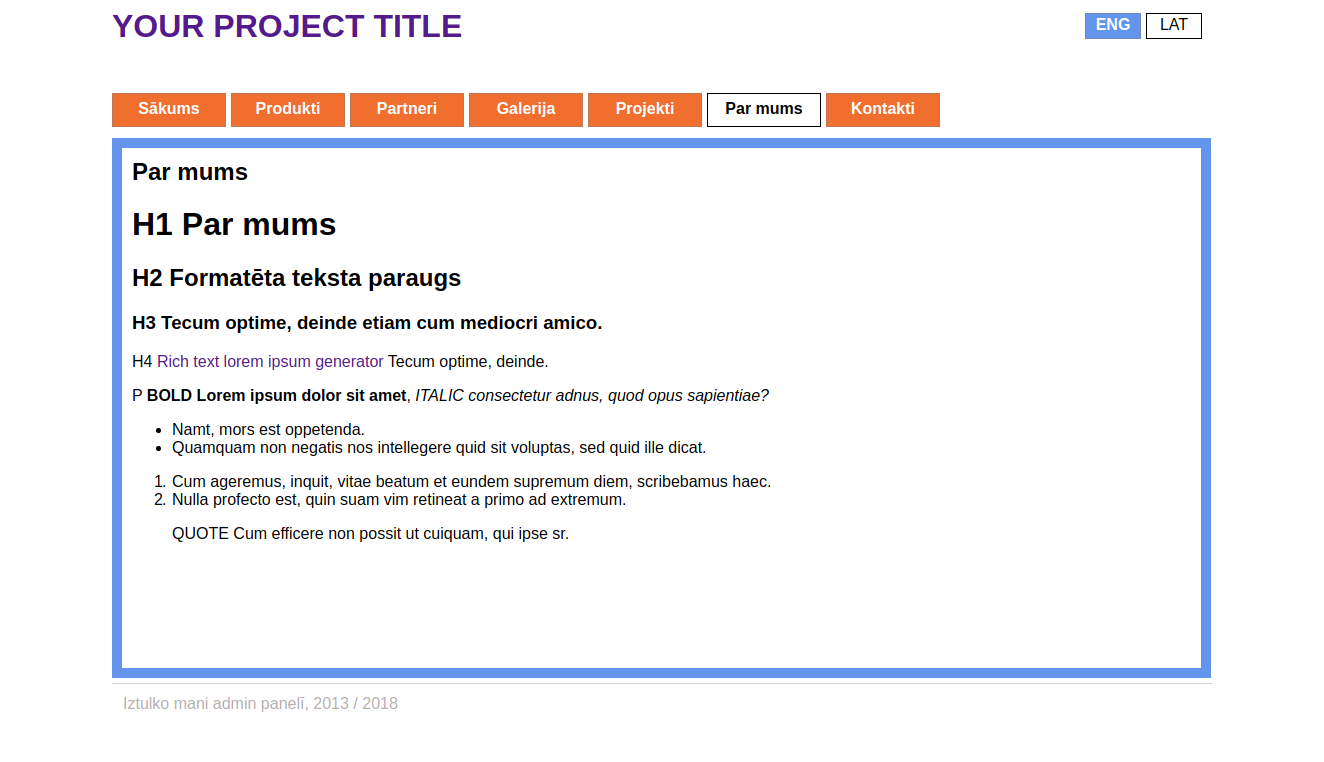 YOUR PROJECT TITLE
ENG LAT
Sākums Produkti Partneri Galerija Projekti Par mums Kontakti
Par mums
H1 Par mums
H2 Formatēta teksta paraugs
H3 Tecum optime, deinde etiam cum mediocri amico.
H4 Rich text lorem ipsum generator Tecum optime, deinde.
P BOLD Lorem ipsum dolor sit amet, ITALIC consectetur adnus, quod opus sapientiae?
• Namt, mors est oppetenda.
• Quamquam non negatis nos intellegere quid sit voluptas, sed quid ille dicat.
1. Cum ageremus, inquit, vitae beatum et eundem supremum diem, scribebamus haec.
2. Nulla profecto est, quin suam vim retineat a primo ad extremum.
QUOTE Cum efficere non possit ut cuiquam, qui ipse sr.
Iztulko mani admin panelī, 2013 / 2018